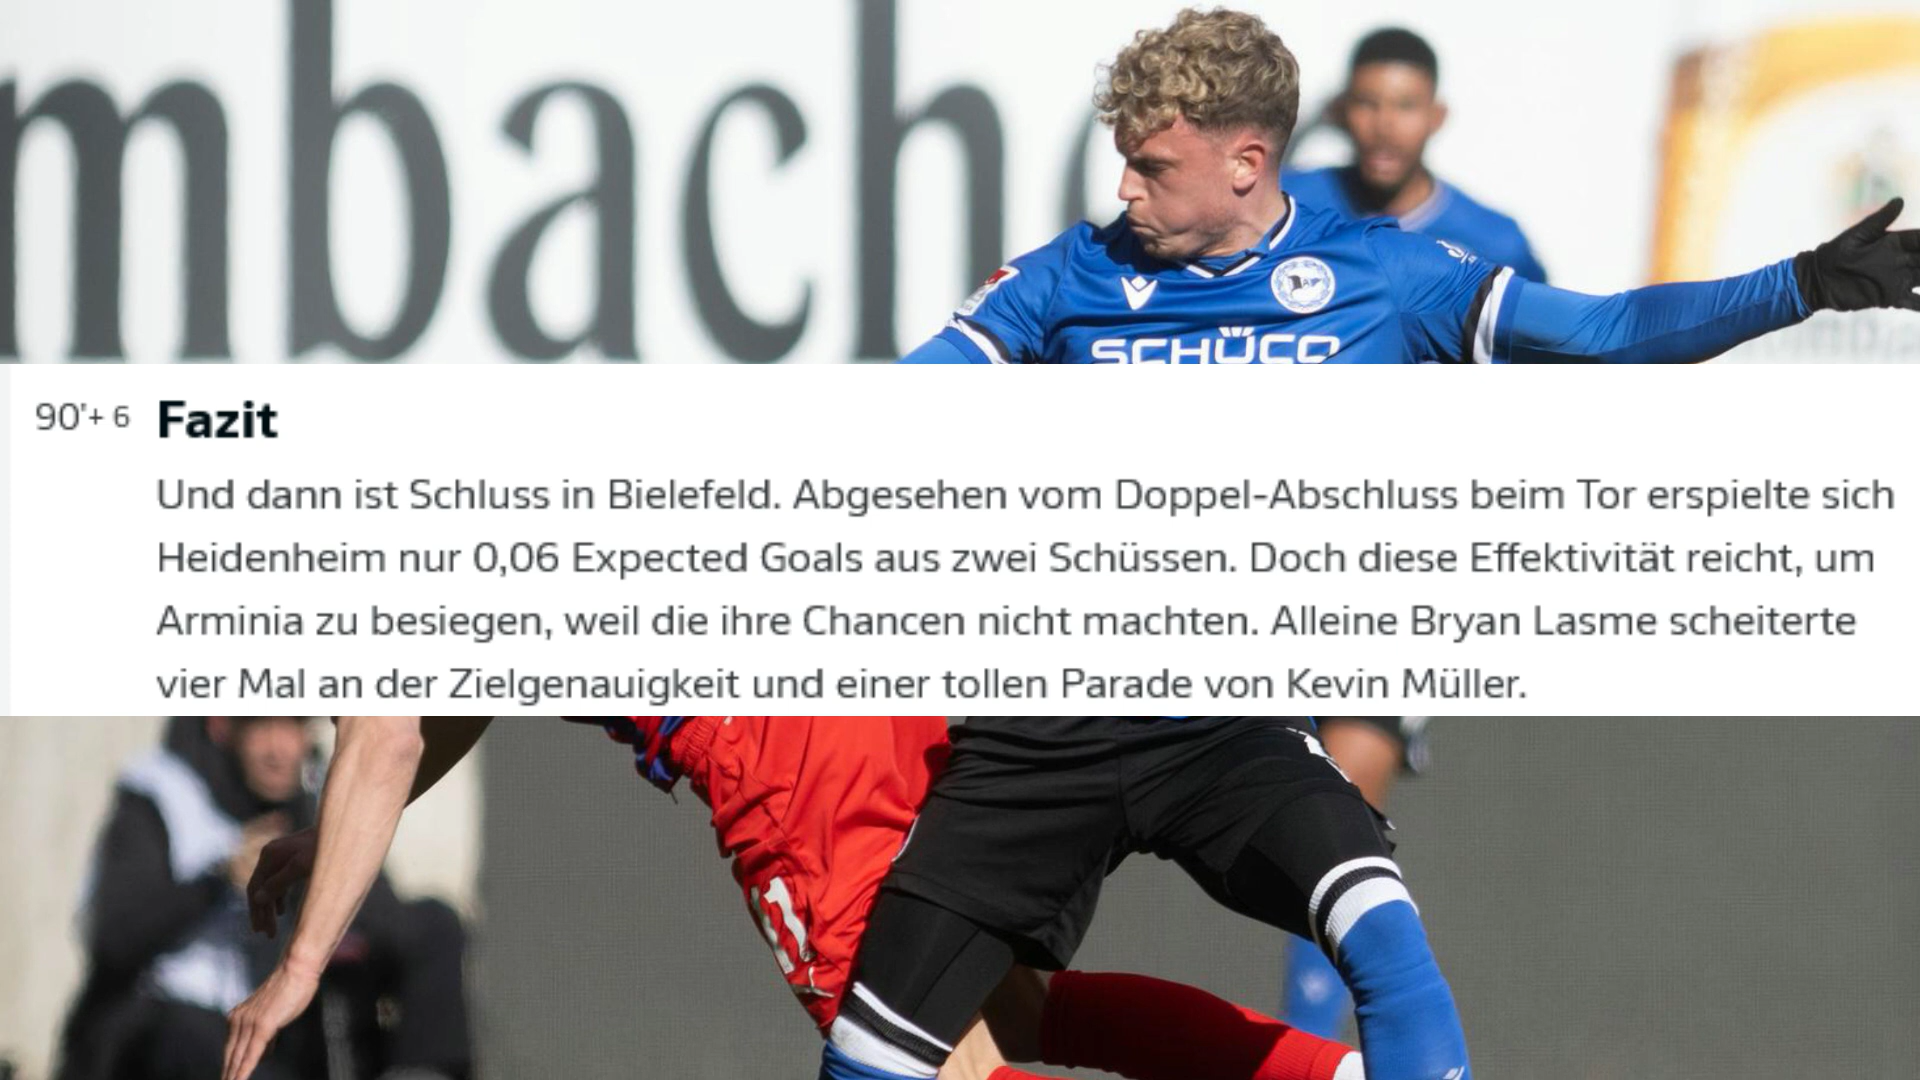 mbache
SCHÜCO
90'+ 6 Fazit
Und dann ist Schluss in Bielefeld. Abgesehen vom Doppel-Abschluss beim Tor erspielte sich
Heidenheim nur 0,06 Expected Goals aus zwei Schüssen. Doch diese Effektivität reicht, um
Arminia zu besiegen, weil die ihre Chancen nicht machten. Alleine Bryan Lasme scheiterte
vier Mal an der Zielgenauigkeit und einer tollen Parade von Kevin Müller.